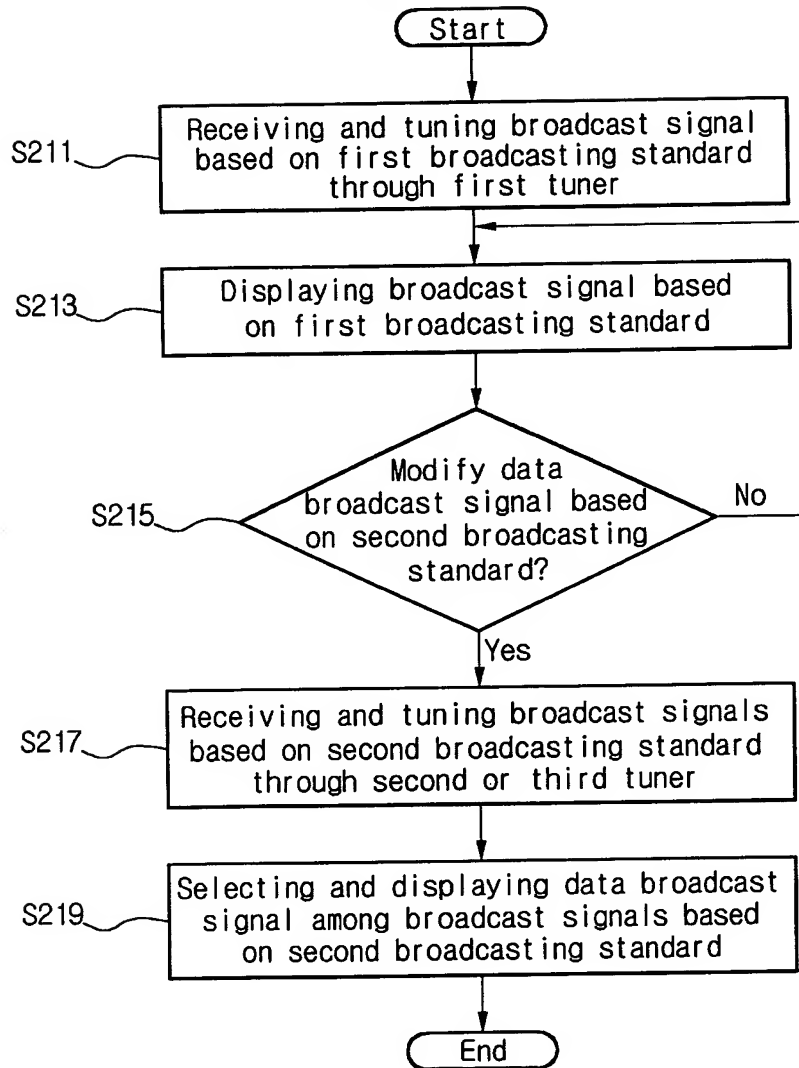 Start
S211
Receiving and tuning broadcast signal
based on first broadcasting standard
through first tuner
S213
Displaying broadcast signal based
on first broadcasting standard
S215
Modify data
broadcast signal based
on second broadcasting
standard?
No
Yes
S217
Receiving and tuning broadcast signals
based on second broadcasting standard
through second or third tuner
S219
Selecting and displaying data broadcast
signal among broadcast signals based
on second broadcasting standard
End